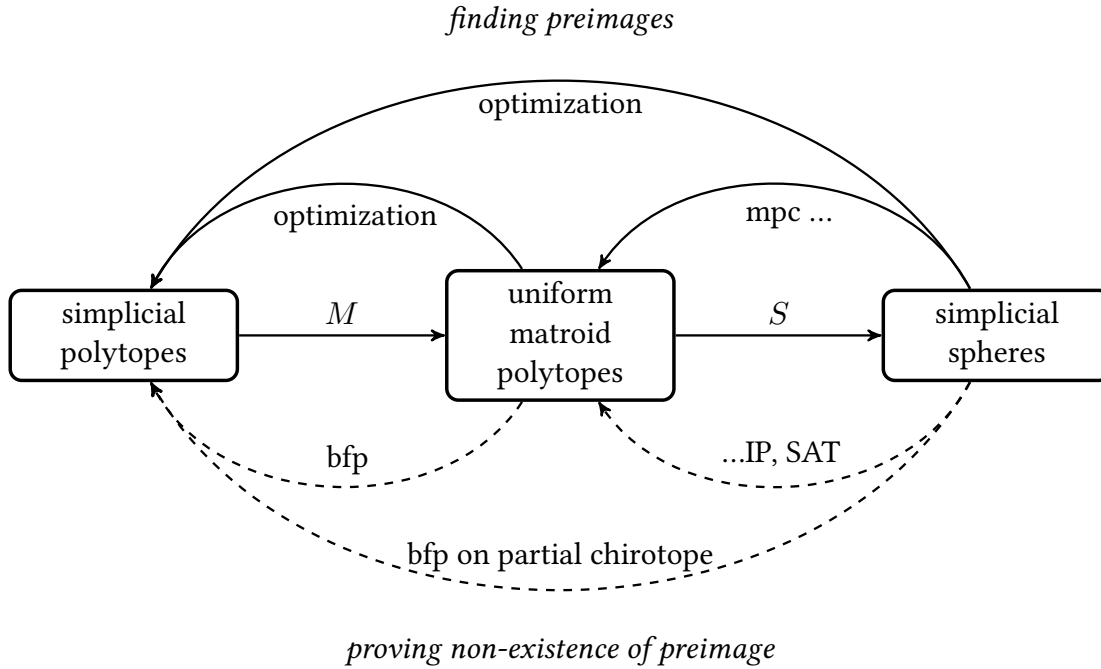 finding preimages
optimization
optimization
mpc ...
simplicial
polytopes
M
uniform
matroid
polytopes
S
simplicial
spheres
bfp
...IP, SAT
bfp on partial chirotope
proving non-existence of preimage